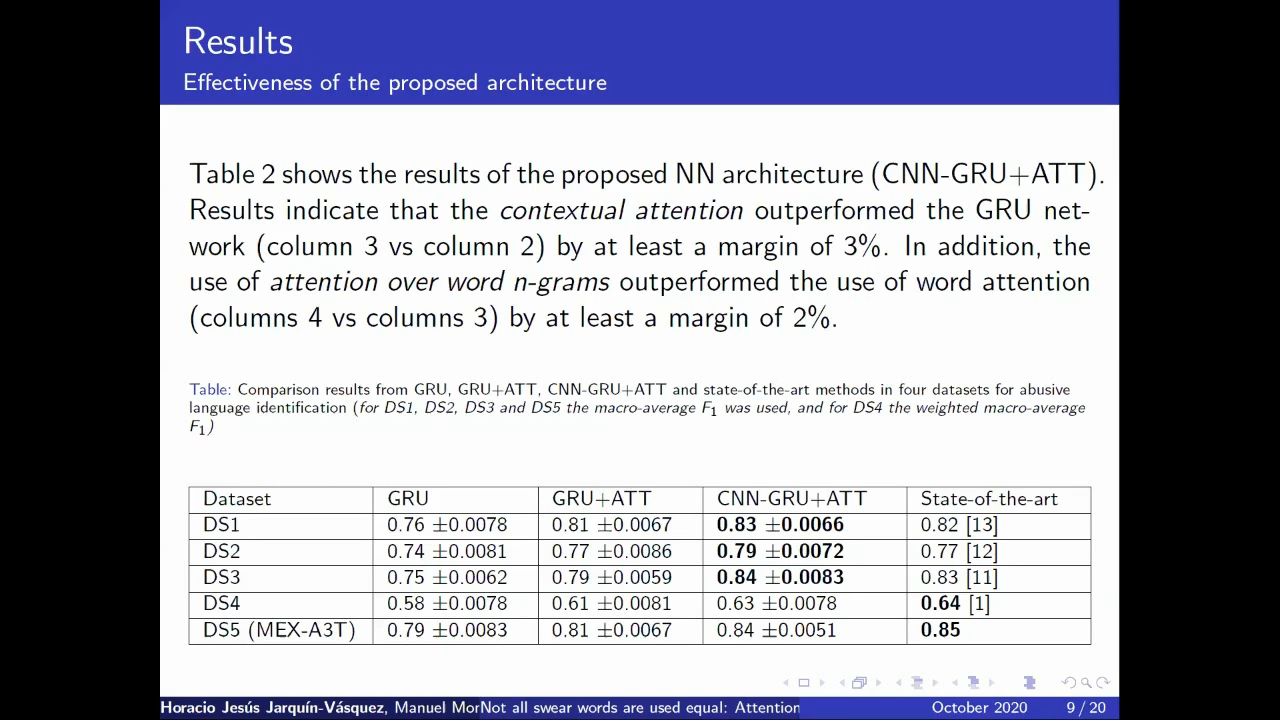 Results
Effectiveness of the proposed architecture
Table 2 shows the results of the proposed NN architecture (CNN-GRU+ATT).
Results indicate that the contextual attention outperformed the GRU net-
work (column 3 vs column 2) by at least a margin of 3%. In addition, the
use of attention over word n-grams outperformed the use of word attention
(columns 4 vs columns 3) by at least a margin of 2%.
Table: Comparison results from GRU, GRU+ATT, CNN-GRU+ATT and state-of-the-art methods in four datasets for abusive
language identification (for DS1, DS2, DS3 and DS5 the macro-average F1 was used, and for DS4 the weighted macro-average
F1)
Dataset GRU GRU+ATT CNN-GRU+ATT State-of-the-art
DS1 0.76 ±0.0078 0.81 ±0.0067 0.83 ±0.0066 0.82 [13]
DS2 0.74 ±0.0081 0.77 ±0.0086 0.79 ±0.0072 0.77 [12]
DS3 0.75 ±0.0062 0.79 ±0.0059 0.84 ±0.0083 0.83 [11]
DS4 0.58 ±0.0078 0.61 ±0.0081 0.63 ±0.0078 0.64 [1]
DS5 (MEX-A3T) 0.79 ±0.0083 0.81 ±0.0067 0.84 ±0.0051 0.85
Horacio Jesús Jarquín-Vásquez, Manuel MorNot all swear words are used equal: Attention October 2020 9 / 20